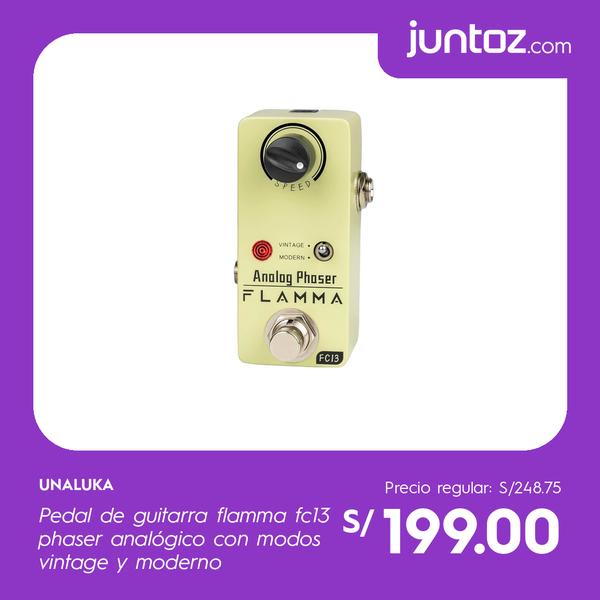 juntoz.com
SPEED
VINTAGE •
MODERN •
Analog Phaser
FLAMMA
FC13
UNALUKA
Pedal de guitarra flamma fc13
phaser analógico con modos
vintage y moderno
Precio regular: S/248.75
S/199.00